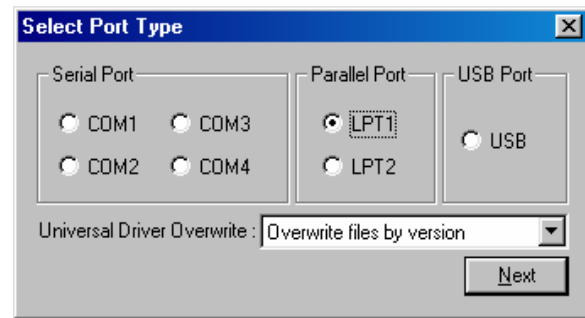 Select Port Type
Serial Port
COM1 COM3
COM2 COM4
Parallel Port
LPT1
LPT2
USB Port
USB
Universal Driver Overwrite : Overwrite files by version
Next